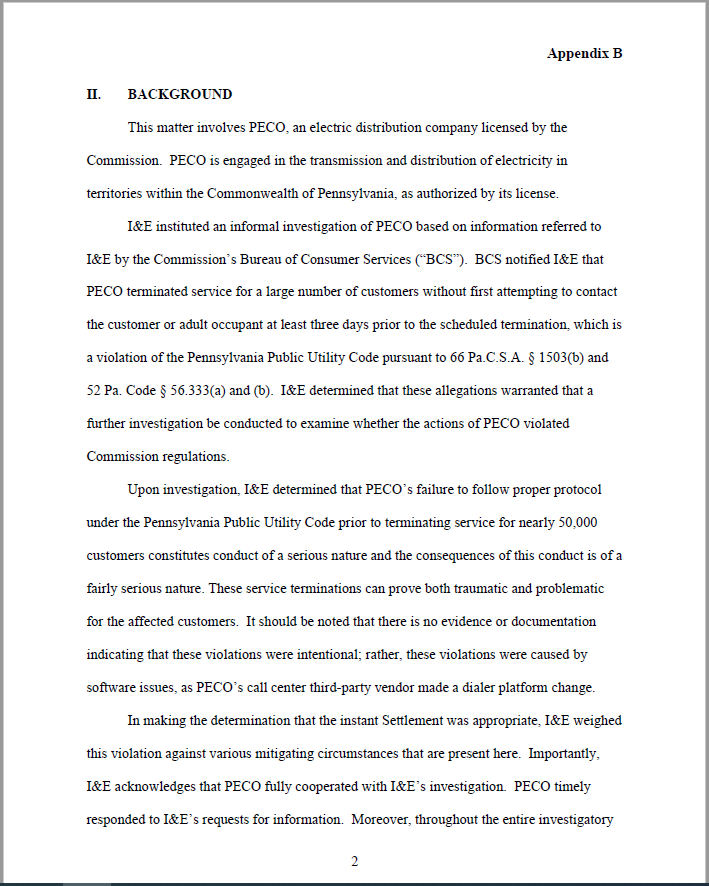 Appendix B
II. BACKGROUND
This matter involves PECO, an electric distribution company licensed by the
Commission.  PECO is engaged in the transmission and distribution of electricity in
territories within the Commonwealth of Pennsylvania, as authorized by its license.
I&E instituted an informal investigation of PECO based on information referred to
I&E by the Commission’s Bureau of Consumer Services (“BCS”).  BCS notified I&E that
PECO terminated service for a large number of customers without first attempting to contact
the customer or adult occupant at least three days prior to the scheduled termination, which is
a violation of the Pennsylvania Public Utility Code pursuant to 66 Pa.C.S.A. § 1503(b) and
52 Pa. Code § 56.333(a) and (b).  I&E determined that these allegations warranted that a
further investigation be conducted to examine whether the actions of PECO violated
Commission regulations.
Upon investigation, I&E determined that PECO’s failure to follow proper protocol
under the Pennsylvania Public Utility Code prior to terminating service for nearly 50,000
customers constitutes conduct of a serious nature and the consequences of this conduct is of a
fairly serious nature. These service terminations can prove both traumatic and problematic
for the affected customers.  It should be noted that there is no evidence or documentation
indicating that these violations were intentional; rather, these violations were caused by
software issues, as PECO’s call center third-party vendor made a dialer platform change.
In making the determination that the instant Settlement was appropriate, I&E weighed
this violation against various mitigating circumstances that are present here.  Importantly,
I&E acknowledges that PECO fully cooperated with I&E’s investigation.  PECO timely
responded to I&E’s requests for information.  Moreover, throughout the entire investigatory
2